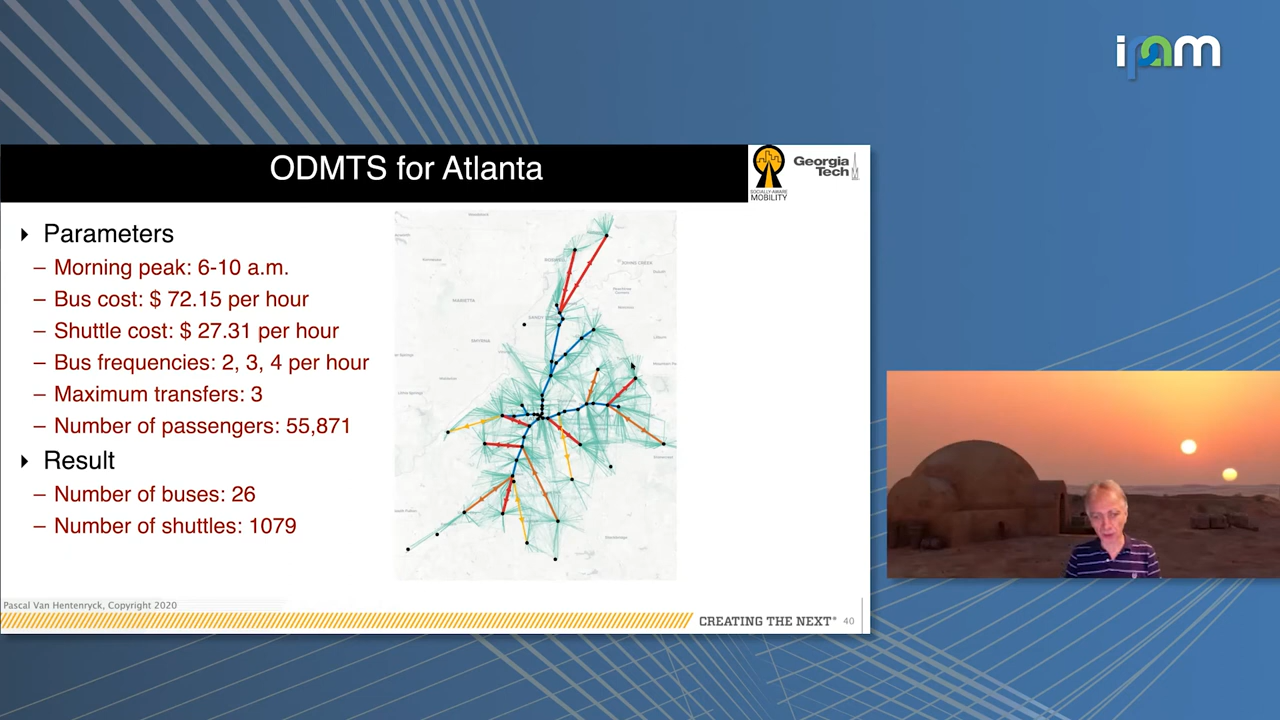 ipam
ODMTS for Atlanta
SOCIALLY-AWARE
MOBILITY
Georgia
Tech
Parameters
– Morning peak: 6-10 a.m.
– Bus cost: $ 72.15 per hour
– Shuttle cost: $ 27.31 per hour
– Bus frequencies: 2, 3, 4 per hour
– Maximum transfers: 3
– Number of passengers: 55,871
Result
– Number of buses: 26
– Number of shuttles: 1079
MARIETTA
JOHNS CREEK
Pascal Van Hentenryck, Copyright 2020
CREATING THE NEXT®
40